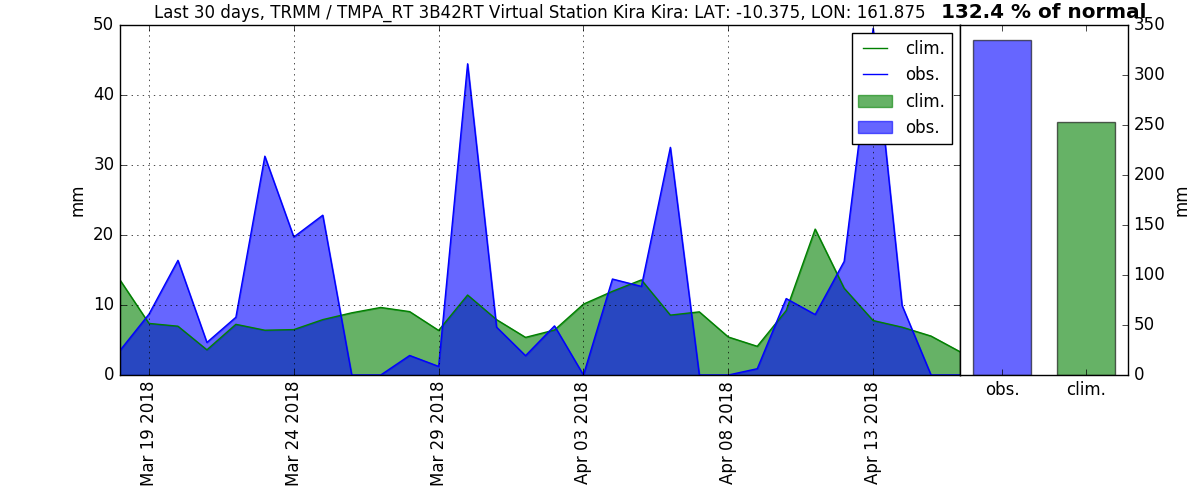 Last 30 days, TRMM / TMPA_RT 3B42RT Virtual Station Kira Kira: LAT: -10.375, LON: 161.875
132.4 % of normal
50
40
30
20
10
0
mm
clim.
obs.
clim.
obs.
Mar 19 2018
Mar 24 2018
Mar 29 2018
Apr 03 2018
Apr 08 2018
Apr 13 2018
350
300
250
200
150
100
50
0
mm
obs.
clim.